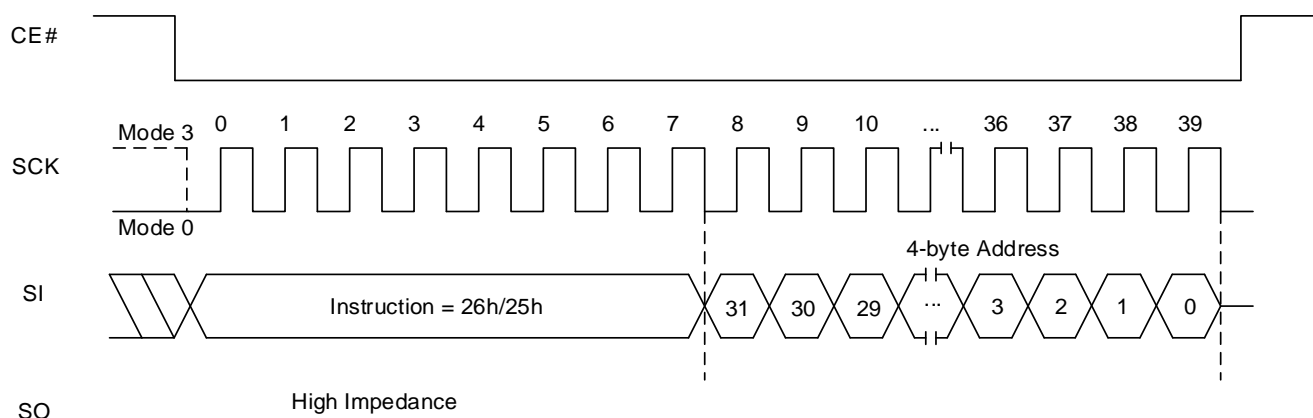 CE#
Mode 3 0 1 2 3 4 5 6 7 8 9 10 ... 36 37 38 39
SCK
Mode 0
4-byte Address
SI Instruction = 26h/25h 31 30 29 ... 3 2 1 0
High Impedance
SO